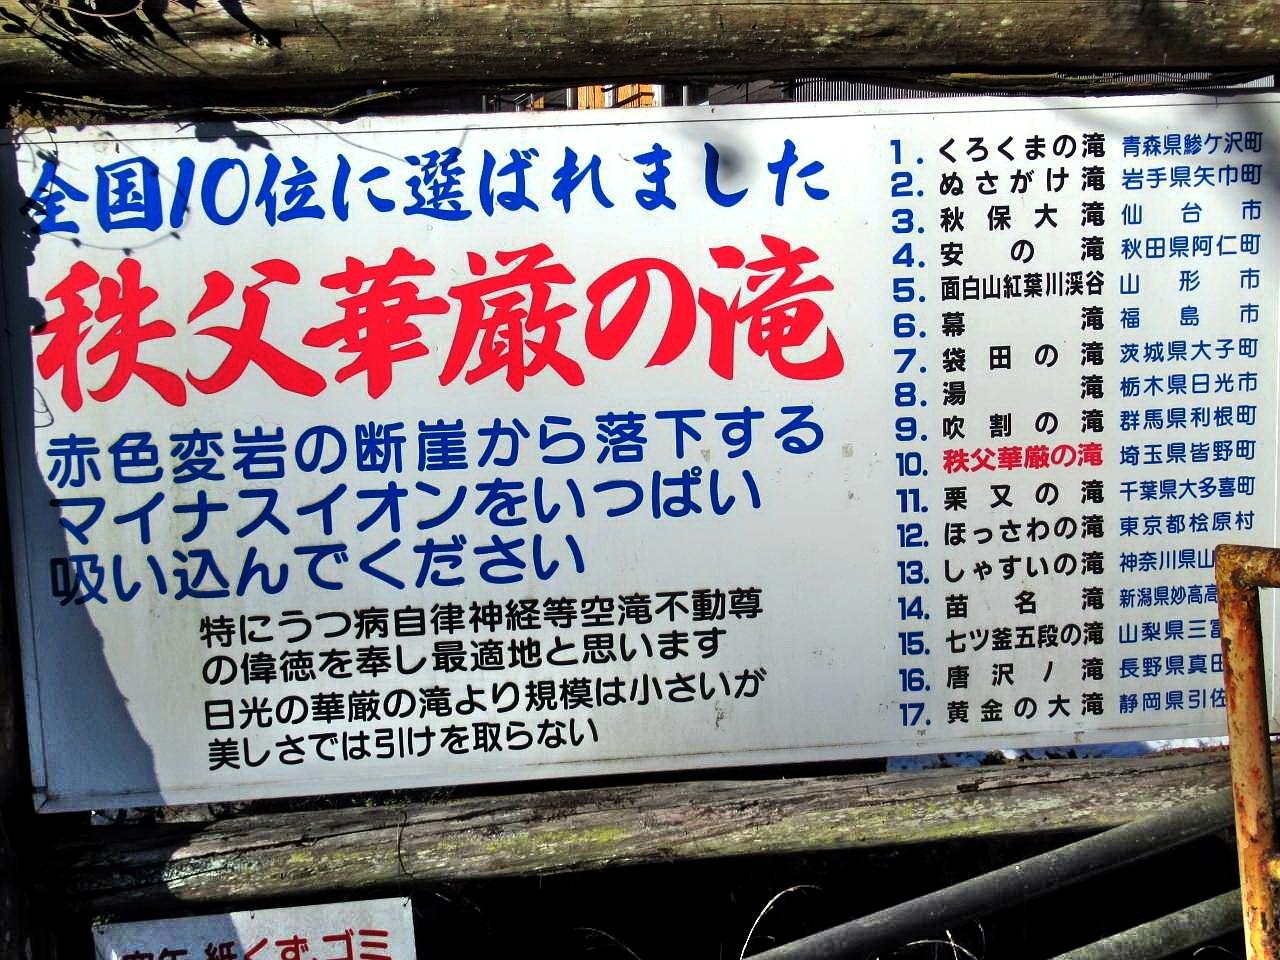 全国10位に選ばれました
秩父華厳の滝
赤色変岩の断崖から落下する
マイナスイオンをいっぱい
吸い込んでください
特にうつ病自律神経等空滝不動尊
の偉徳を奉し最適地と思います
日光の華厳の滝より規模は小さいが
美しさでは引けを取らない
1. くろくまの滝 青森県鰺ケ沢町
2. ぬさがけ滝 岩手県矢巾町
3. 秋保大滝 仙台市
4. 安の滝 秋田県阿仁町
5. 面白山紅葉川渓谷 山形市
6. 幕滝 福島市
7. 袋田の滝 茨城県大子町
8. 湯滝 栃木県日光市
9. 吹割の滝 群馬県利根町
10. 秩父華厳の滝 埼玉県皆野町
11. 栗又の滝 千葉県大多喜町
12. ほっさわの滝 東京都桧原村
13. しゃすいの滝 神奈川県山
14. 苗名滝 新潟県妙高高
15. 七ツ釜五段の滝 山梨県三富
16. 唐沢ノ滝 長野県真田
17. 黄金の大滝 静岡県引佐
紙くず、ゴミ